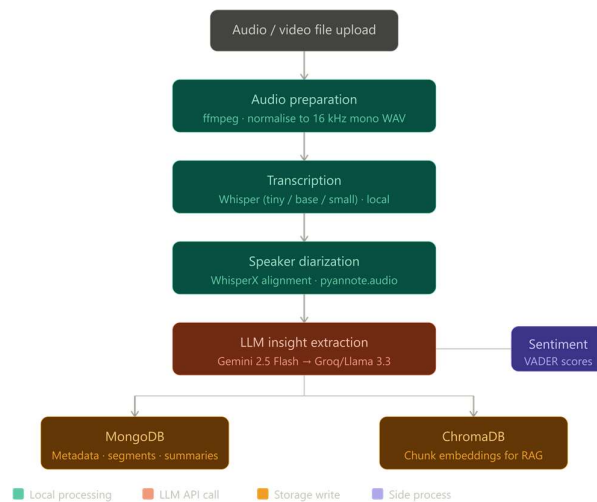 Audio / video file upload
Audio preparation
ffmpeg · normalise to 16 kHz mono WAV
Transcription
Whisper (tiny / base / small) · local
Speaker diarization
WhisperX alignment · pyannote.audio
LLM insight extraction
Gemini 2.5 Flash → Groq/Llama 3.3
Sentiment
VADER scores
MongoDB
Metadata · segments · summaries
ChromaDB
Chunk embeddings for RAG
Local processing
LLM API call
Storage write
Side process